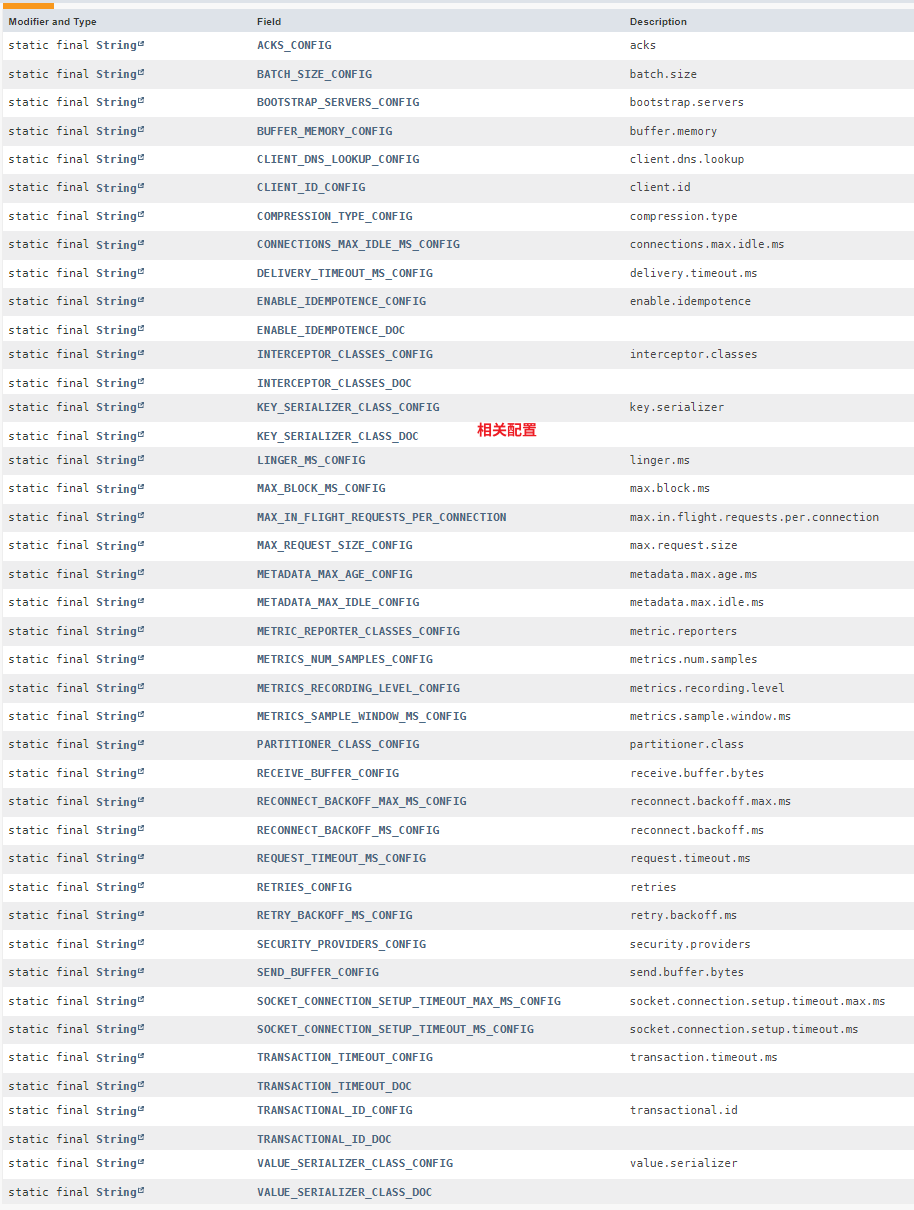 Modifier and Type Field Description
static final String ACKS_CONFIG acks
static final String BATCH_SIZE_CONFIG batch.size
static final String BOOTSTRAP_SERVERS_CONFIG bootstrap.servers
static final String BUFFER_MEMORY_CONFIG buffer.memory
static final String CLIENT_DNS_LOOKUP_CONFIG client.dns.lookup
static final String CLIENT_ID_CONFIG client.id
static final String COMPRESSION_TYPE_CONFIG compression.type
static final String CONNECTIONS_MAX_IDLE_MS_CONFIG connections.max.idle.ms
static final String DELIVERY_TIMEOUT_MS_CONFIG delivery.timeout.ms
static final String ENABLE_IDEMPOTENCE_CONFIG enable.idempotence
static final String ENABLE_IDEMPOTENCE_DOC
static final String INTERCEPTOR_CLASSES_CONFIG interceptor.classes
static final String INTERCEPTOR_CLASSES_DOC
static final String KEY_SERIALIZER_CLASS_CONFIG key.serializer
相关配置
static final String KEY_SERIALIZER_CLASS_DOC
static final String LINGER_MS_CONFIG linger.ms
static final String MAX_BLOCK_MS_CONFIG max.block.ms
static final String MAX_IN_FLIGHT_REQUESTS_PER_CONNECTION max.in.flight.requests.per.connection
static final String MAX_REQUEST_SIZE_CONFIG max.request.size
static final String METADATA_MAX_AGE_CONFIG metadata.max.age.ms
static final String METADATA_MAX_IDLE_CONFIG metadata.max.idle.ms
static final String METRIC_REPORTER_CLASSES_CONFIG metric.reporters
static final String METRICS_NUM_SAMPLES_CONFIG metrics.num.samples
static final String METRICS_RECORDING_LEVEL_CONFIG metrics.recording.level
static final String METRICS_SAMPLE_WINDOW_MS_CONFIG metrics.sample.window.ms
static final String PARTITIONER_CLASS_CONFIG partitioner.class
static final String RECEIVE_BUFFER_CONFIG receive.buffer.bytes
static final String RECONNECT_BACKOFF_MAX_MS_CONFIG reconnect.backoff.max.ms
static final String RECONNECT_BACKOFF_MS_CONFIG reconnect.backoff.ms
static final String REQUEST_TIMEOUT_MS_CONFIG request.timeout.ms
static final String RETRIES_CONFIG retries
static final String RETRY_BACKOFF_MS_CONFIG retry.backoff.ms
static final String SECURITY_PROVIDERS_CONFIG security.providers
static final String SEND_BUFFER_CONFIG send.buffer.bytes
static final String SOCKET_CONNECTION_SETUP_TIMEOUT_MAX_MS_CONFIG socket.connection.setup.timeout.max.ms
static final String SOCKET_CONNECTION_SETUP_TIMEOUT_MS_CONFIG socket.connection.setup.timeout.ms
static final String TRANSACTION_TIMEOUT_CONFIG transaction.timeout.ms
static final String TRANSACTION_TIMEOUT_DOC
static final String TRANSACTIONAL_ID_CONFIG transactional.id
static final String TRANSACTIONAL_ID_DOC
static final String VALUE_SERIALIZER_CLASS_CONFIG value.serializer
static final String VALUE_SERIALIZER_CLASS_DOC